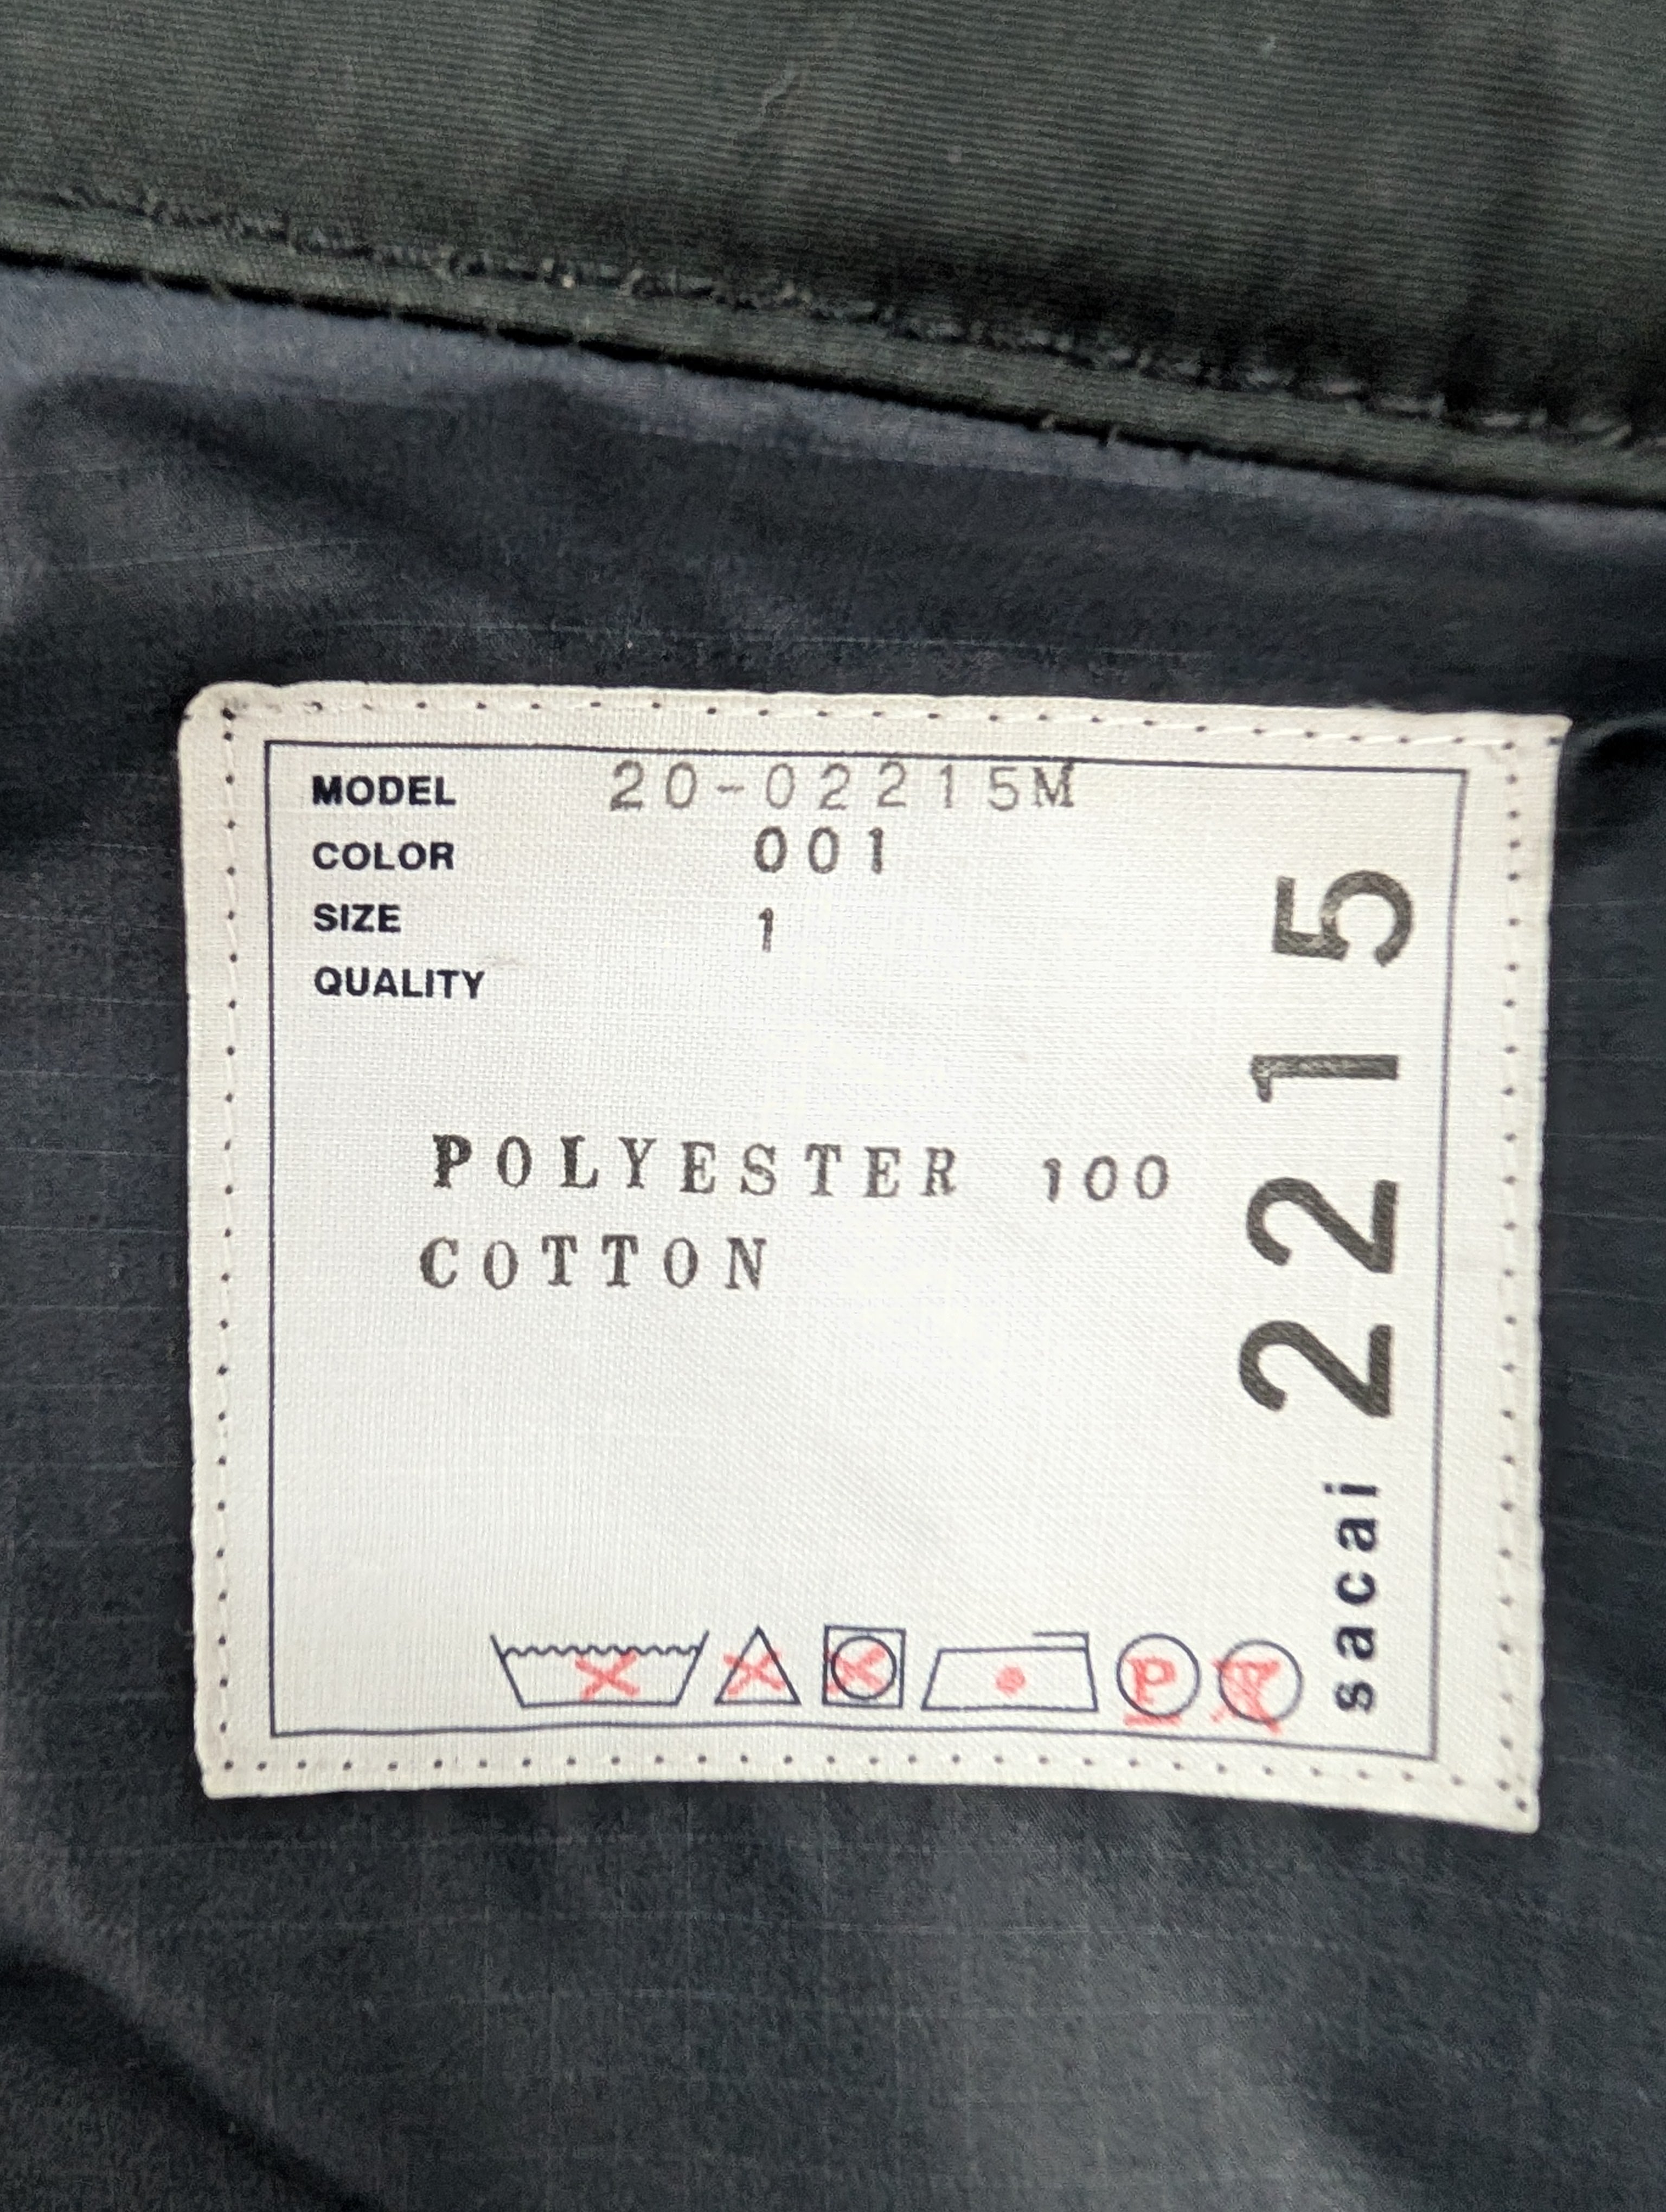 MODEL 20-02215M
COLOR 001
SIZE 1
QUALITY
POLYESTER 100
COTTON
P A
sacai 2215